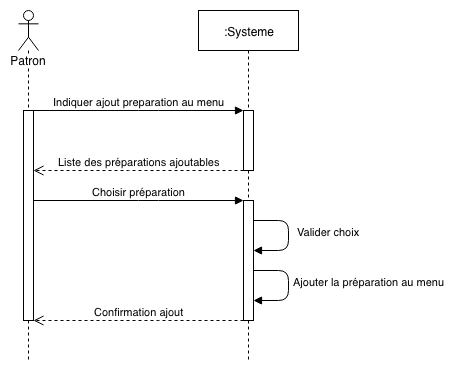 Patron
:Systeme
Indiquer ajout preparation au menu
Liste des préparations ajoutables
Choisir préparation
Valider choix
Ajouter la préparation au menu
Confirmation ajout